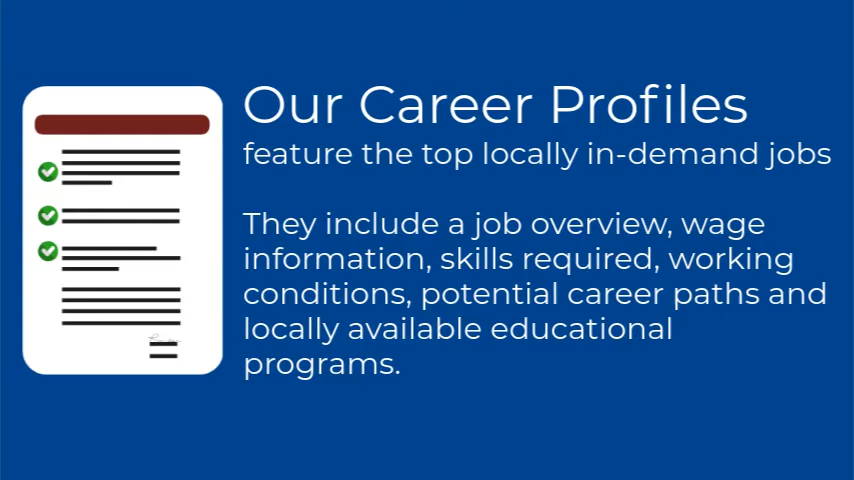 Our Career Profiles
feature the top locally in-demand jobs
They include a job overview, wage
information, skills required, working
conditions, potential career paths and
locally available educational
programs.